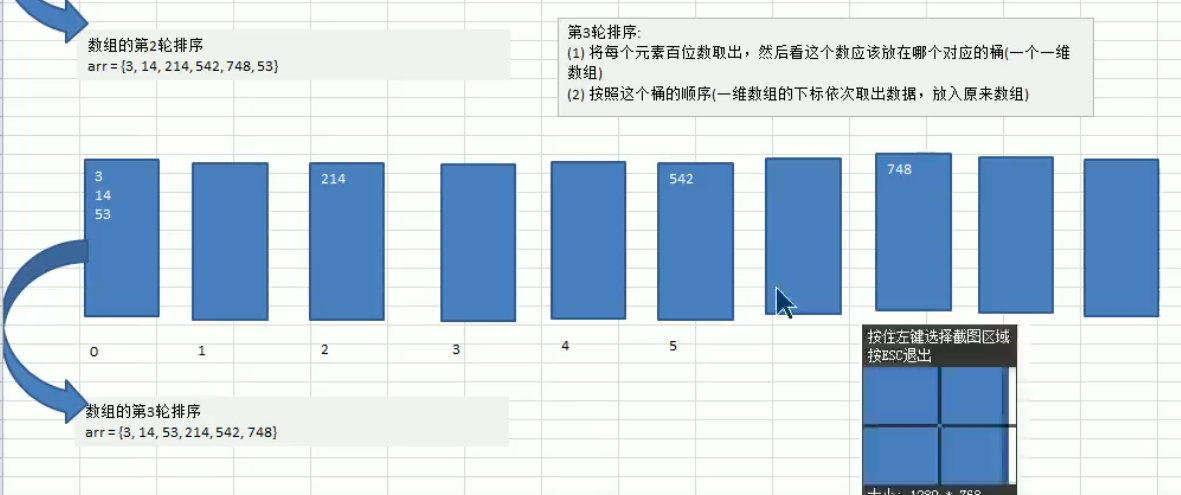 数组的第2轮排序
arr = {3, 14, 214, 542, 748, 53}
第3轮排序:
(1) 将每个元素百位数取出，然后看这个数应该放在哪个对应的桶(一个一维
数组)
(2) 按照这个桶的顺序(一维数组的下标依次取出数据，放入原来数组)
3
14
53
214
542
748
0
1
2
3
4
5
按住左键选择截图区域
按ESC退出
数组的第3轮排序
arr = {3, 14, 53, 214, 542, 748}
大小: 1280 * 768